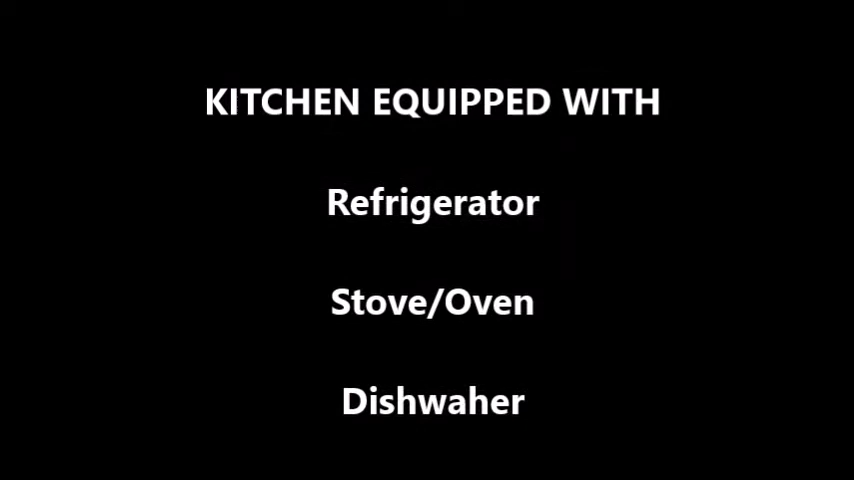 KITCHEN EQUIPPED WITH
Refrigerator
Stove/Oven
Dishwaher